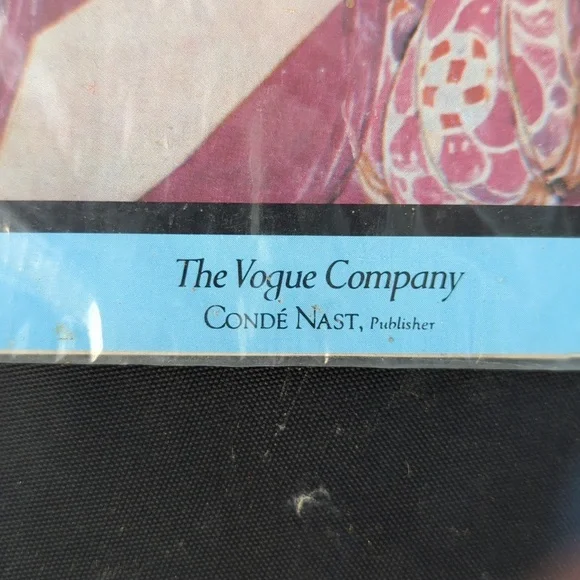 The Vogue Company
CONDÉ NAST, Publisher